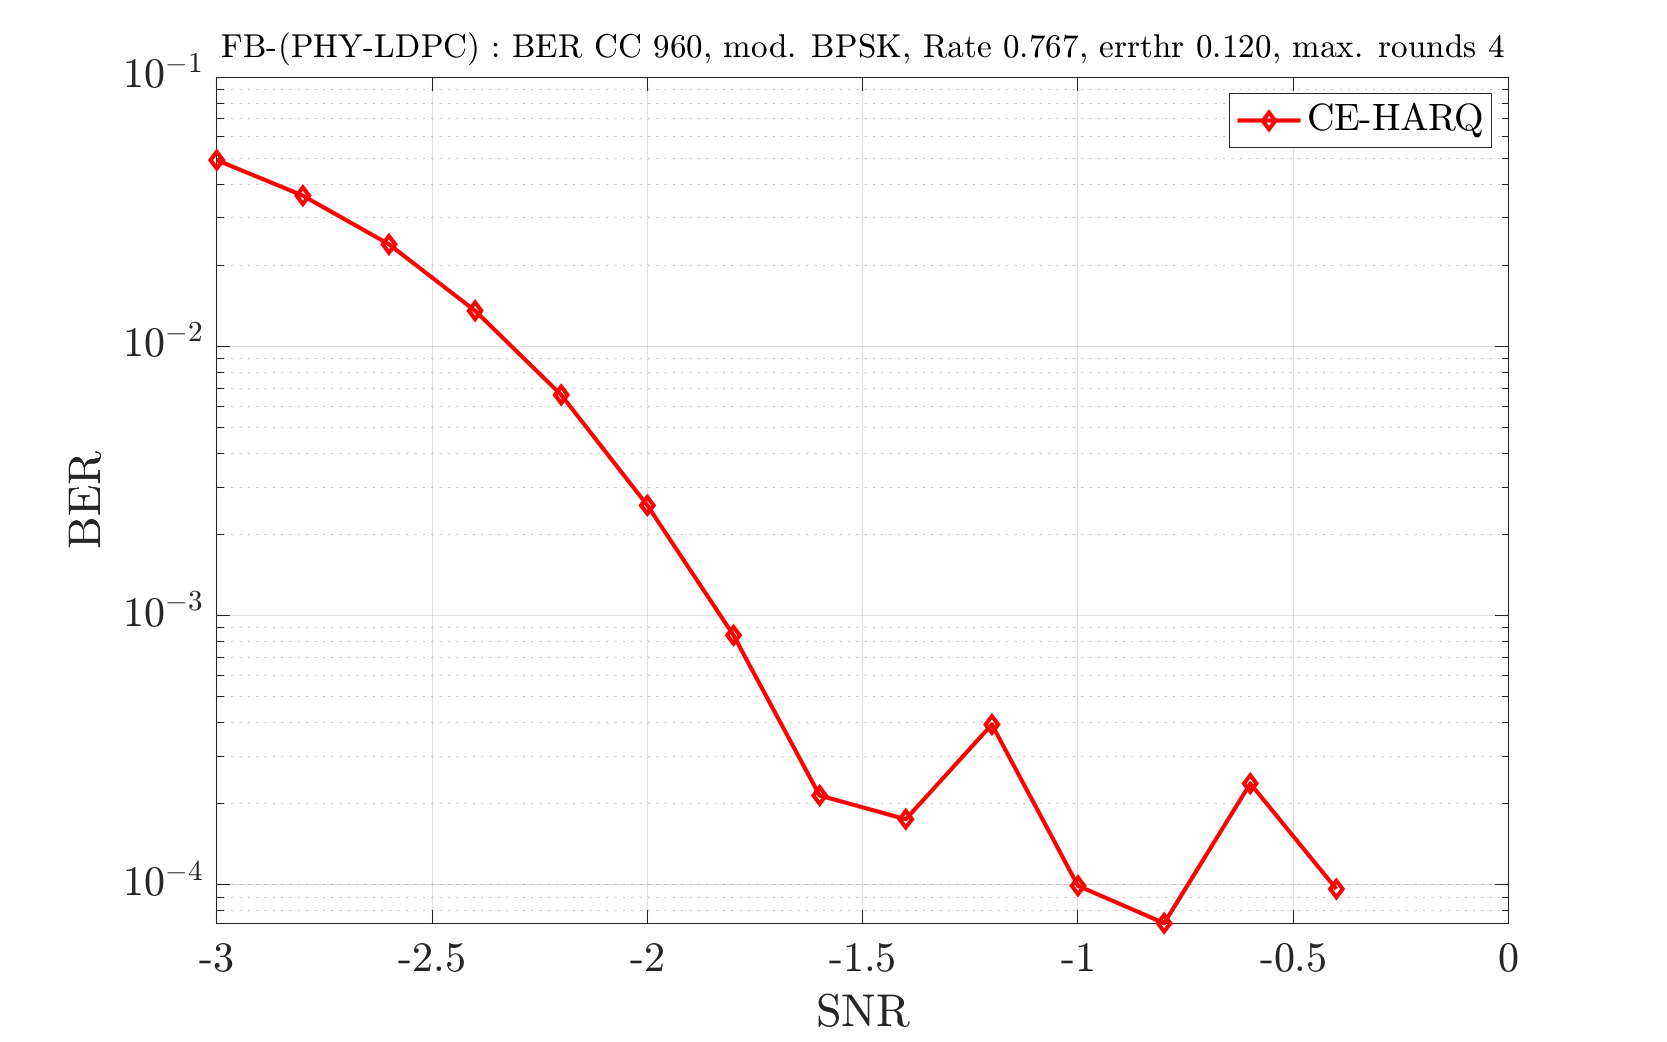 FB-(PHY-LDPC) : BER CC 960, mod. BPSK, Rate 0.767, errthr 0.120, max. rounds 4
10⁻¹
CE-HARQ
10⁻²
BER
10⁻³
10⁻⁴
-3 -2.5 -2 -1.5 -1 -0.5 0
SNR